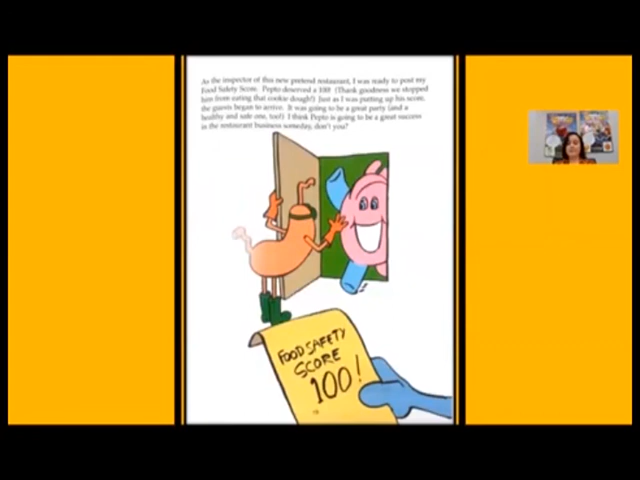 As the inspector of this new pretend restaurant, I was ready to post my
Food Safety Score. Pepto deserved a 100! (Thank goodness we stopped
him from eating that cookie dough!) Just as I was putting up his score,
the guests began to arrive. It was going to be a great party (and a
healthy and safe one, too!) I think Pepto is going to be a great success
in the restaurant business someday, don't you?
FOOD SAFETY
SCORE
100!